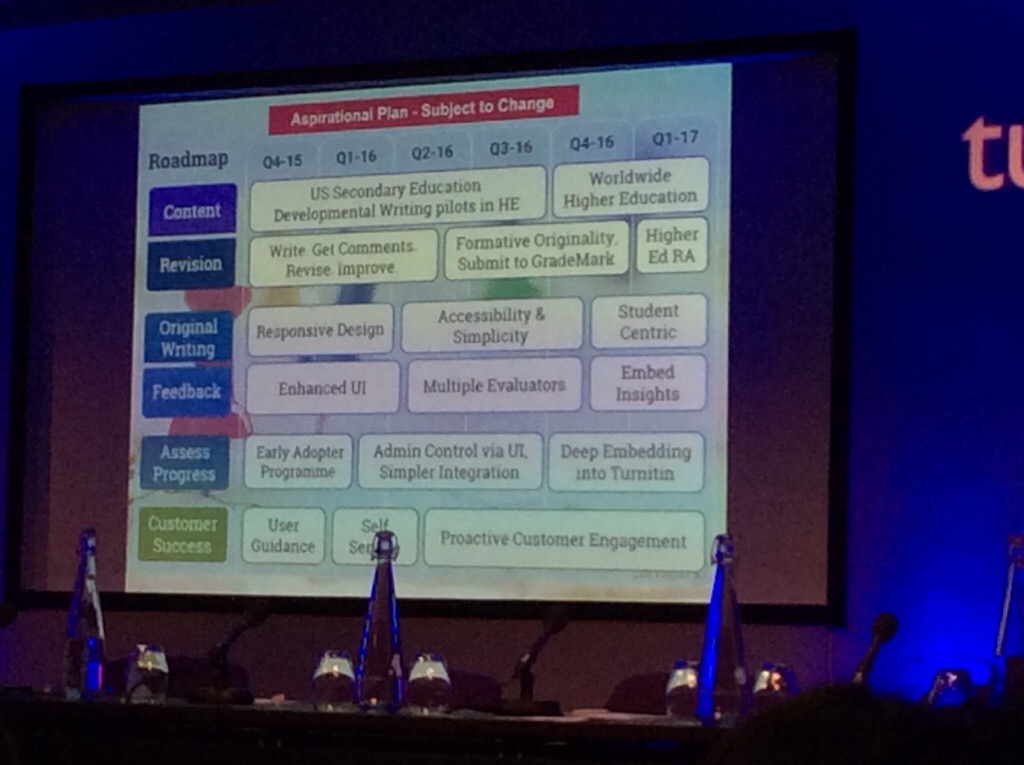 Aspirational Plan - Subject to Change
Roadmap Q4-15 Q1-16 Q2-16 Q3-16 Q4-16 Q1-17
Content
US Secondary Education
Developmental Writing pilots in HE
Worldwide
Higher Education
Revision
Write. Get Comments.
Revise. Improve.
Formative Originality.
Submit to GradeMark
Higher
Ed RA
Original
Writing
Responsive Design
Accessibility &
Simplicity
Student
Centric
Feedback
Enhanced UI
Multiple Evaluators
Embed
Insights
Assess
Progress
Early Adopter
Programme
Admin Control via UI,
Simpler Integration
Deep Embedding
into Turnitin
Customer
Success
User
Guidance
Self
Proactive Customer Engagement
tu